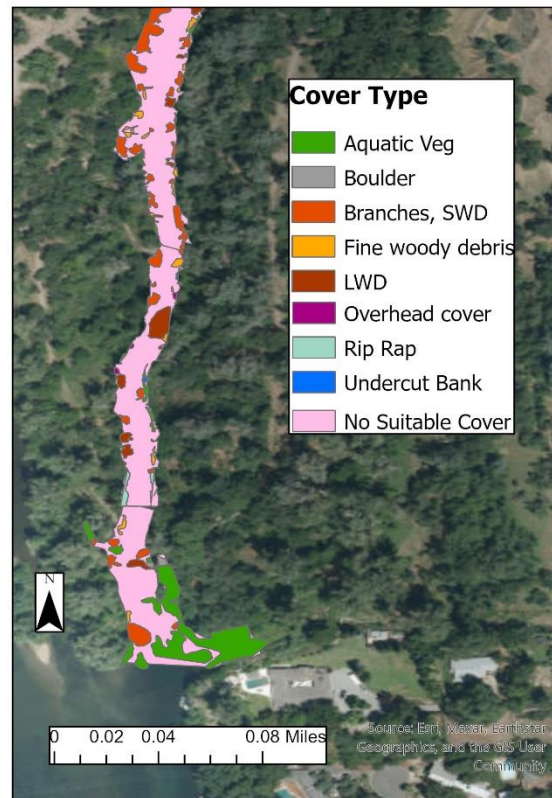 Cover Type
Aquatic Veg
Boulder
Branches, SWD
Fine woody debris
LWD
Overhead cover
Rip Rap
Undercut Bank
No Suitable Cover
N
0 0.02 0.04 0.08 Miles
Source: Esri, Maxar, Earthstar
Geographics, and the GIS User
Community